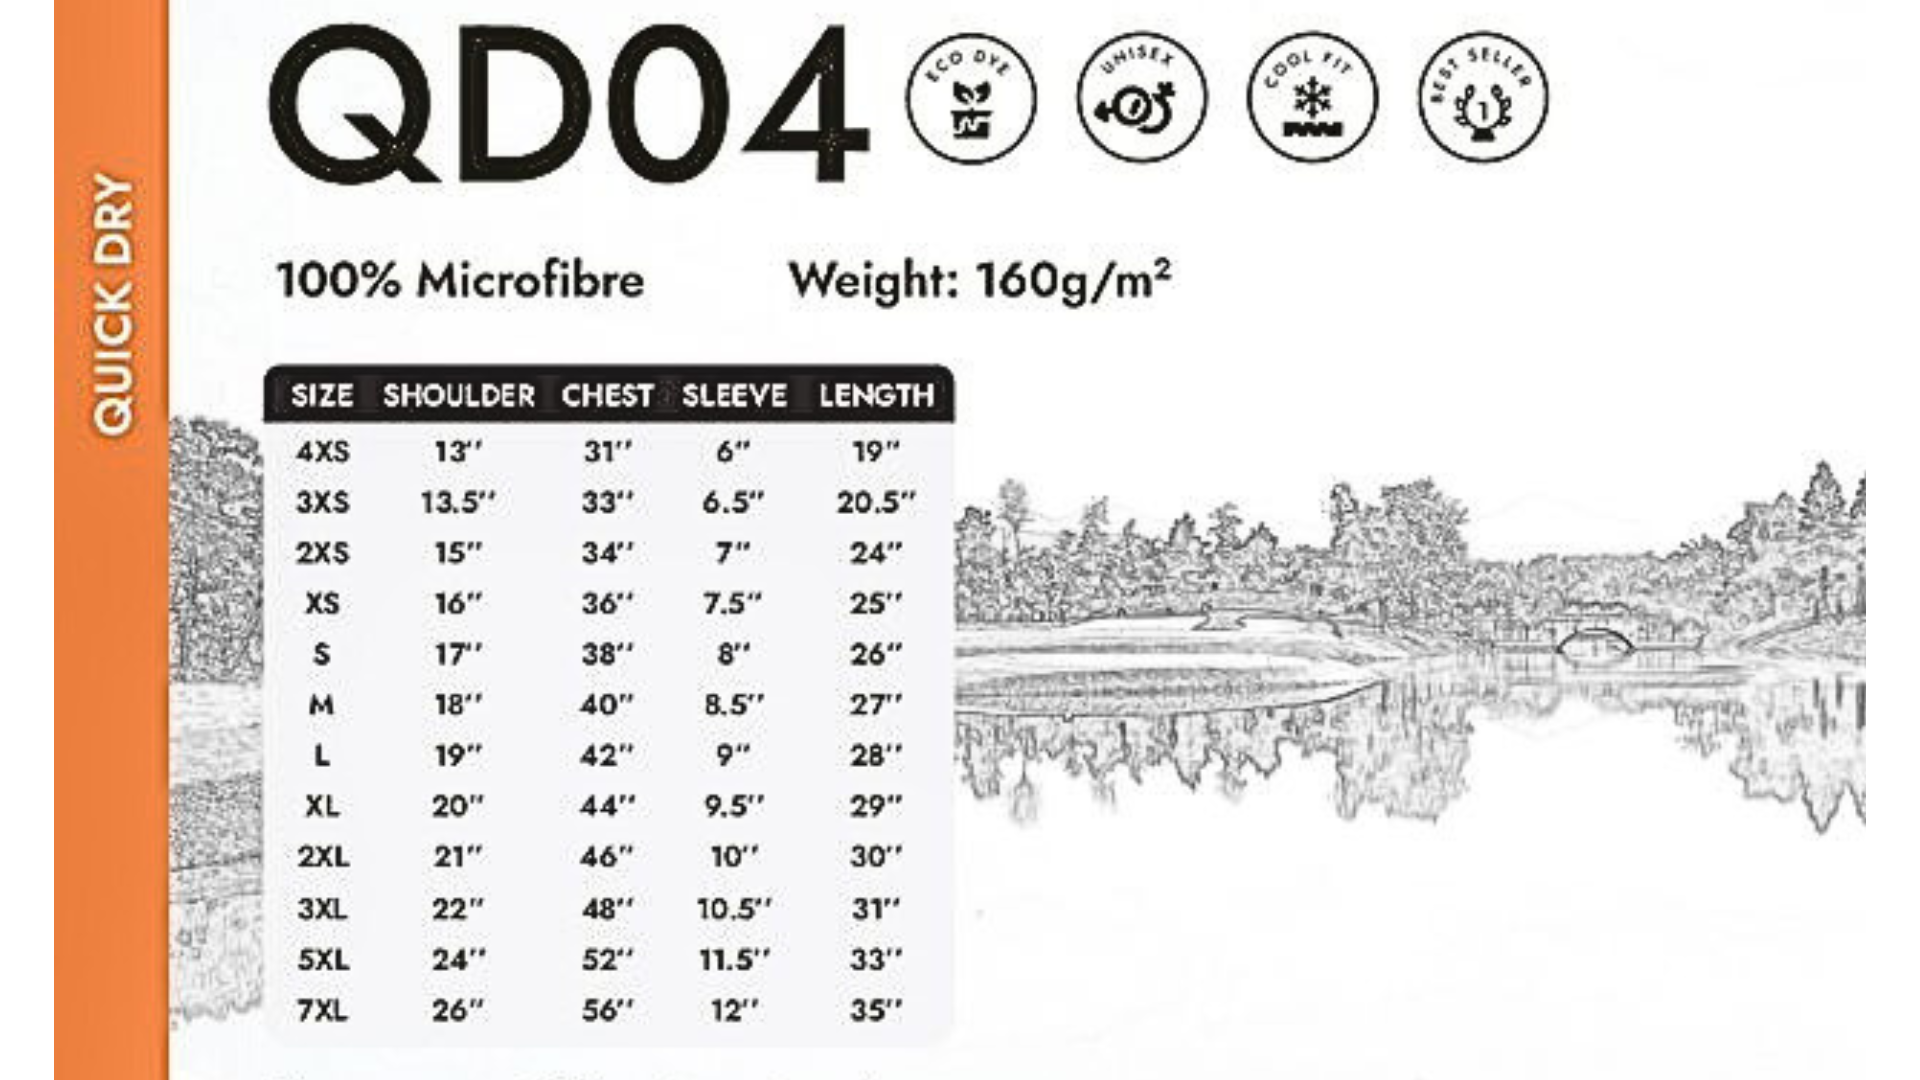 QD04
ECO DYE
UNISEX
COOL FIT
BEST SELLER
1
QUICK DRY
100% Microfibre Weight: 160g/m²
SIZE SHOULDER CHEST SLEEVE LENGTH
4XS 13'' 31'' 6'' 19''
3XS 13.5'' 33'' 6.5'' 20.5''
2XS 15'' 34'' 7'' 24''
XS 16'' 36'' 7.5'' 25''
S 17'' 38'' 8'' 26''
M 18'' 40'' 8.5'' 27''
L 19'' 42'' 9'' 28''
XL 20'' 44'' 9.5'' 29''
2XL 21'' 46'' 10'' 30''
3XL 22'' 48'' 10.5'' 31''
5XL 24'' 52'' 11.5'' 33''
7XL 26'' 56'' 12'' 35''